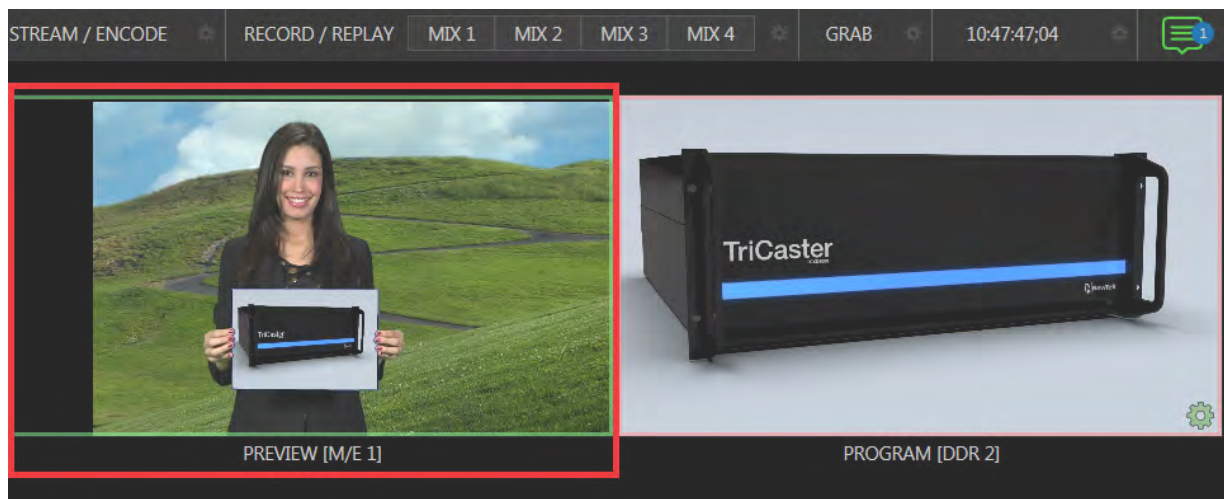 STREAM / ENCODE RECORD / REPLAY MIX 1 MIX 2 MIX 3 MIX 4 GRAB 10:47:47;04 1
TriCaster
NewTek
TriCaster
PREVIEW [M/E 1] PROGRAM [DDR 2]